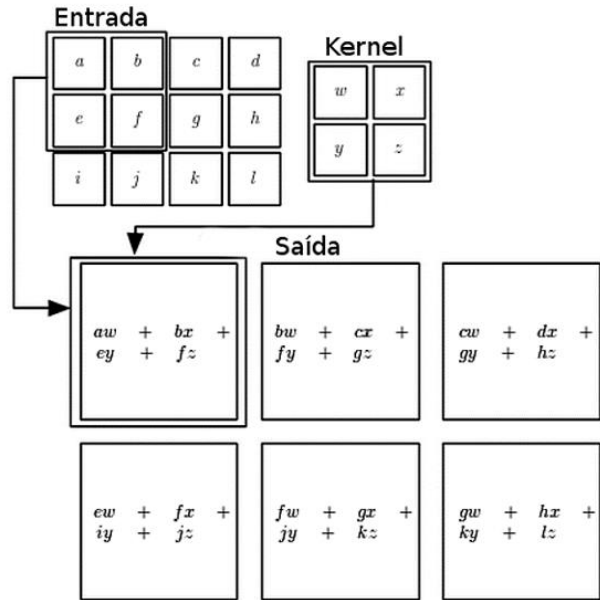 Entrada
Kernel
a b c d
w x
e f g h
y z
i j k l
Saída
aw + bx +
ey + fz
bw + cx +
fy + gz
cw + dx +
gy + hz
ew + fx +
iy + jz
fw + gx +
jy + kz
gw + hx +
ky + lz